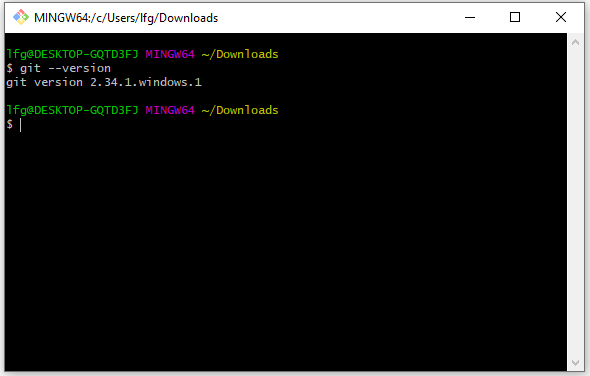 MINGW64:/c/Users/lfg/Downloads
lfg@DESKTOP-GQTD3FJ MINGW64 ~/Downloads
$ git --version
git version 2.34.1.windows.1
lfg@DESKTOP-GQTD3FJ MINGW64 ~/Downloads
$